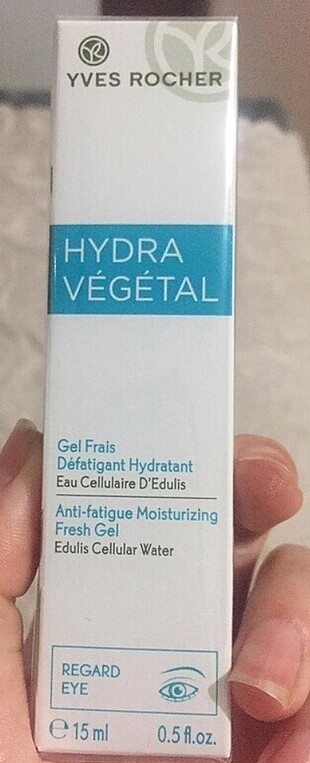 YVES ROCHER
HYDRA
VÉGÉTAL
Gel Frais
Défatigant Hydratant
Eau Cellulaire D'Edulis
Anti-fatigue Moisturizing
Fresh Gel
Edulis Cellular Water
REGARD
EYE
℮ 15 ml 0.5 fl.oz.